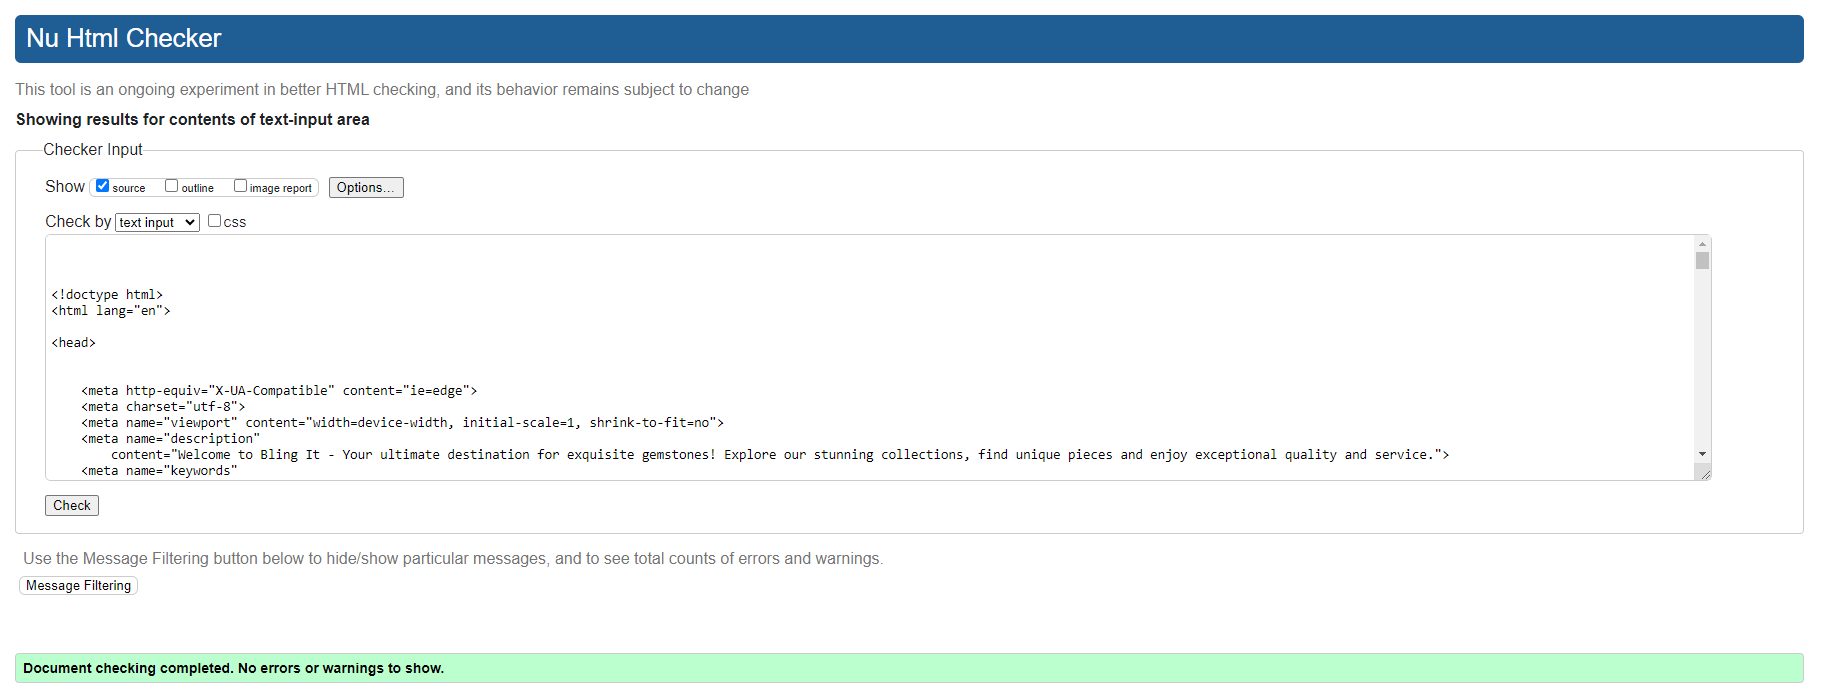 Nu Html Checker
This tool is an ongoing experiment in better HTML checking, and its behavior remains subject to change
Showing results for contents of text-input area
Checker Input
Show source outline image report Options...
Check by text input css
<!doctype html>
<html lang="en">
<head>
<meta http-equiv="X-UA-Compatible" content="ie=edge">
<meta charset="utf-8">
<meta name="viewport" content="width=device-width, initial-scale=1, shrink-to-fit=no">
<meta name="description"
content="Welcome to Bling It - Your ultimate destination for exquisite gemstones! Explore our stunning collections, find unique pieces and enjoy exceptional quality and service.">
<meta name="keywords"
Check
Use the Message Filtering button below to hide/show particular messages, and to see total counts of errors and warnings.
Message Filtering
Document checking completed. No errors or warnings to show.